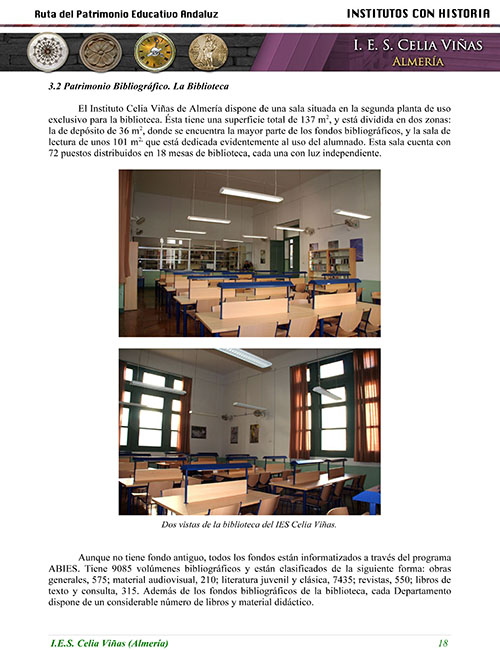 Ruta del Patrimonio Educativo Andaluz
INSTITUTOS CON HISTORIA
I. E. S. CELIA VIÑAS
ALMERÍA
3.2 Patrimonio Bibliográfico. La Biblioteca
El Instituto Celia Viñas de Almería dispone de una sala situada en la segunda planta de uso
exclusivo para la biblioteca. Ésta tiene una superficie total de 137 m², y está dividida en dos zonas:
la de depósito de 36 m², donde se encuentra la mayor parte de los fondos bibliográficos, y la sala de
lectura de unos 101 m², que está dedicada evidentemente al uso del alumnado. Esta sala cuenta con
72 puestos distribuidos en 18 mesas de biblioteca, cada una con luz independiente.
Dos vistas de la biblioteca del IES Celia Viñas.
Aunque no tiene fondo antiguo, todos los fondos están informatizados a través del programa
ABIES. Tiene 9085 volúmenes bibliográficos y están clasificados de la siguiente forma: obras
generales, 575; material audiovisual, 210; literatura juvenil y clásica, 7435; revistas, 550; libros de
texto y consulta, 315. Además de los fondos bibliográficos de la biblioteca, cada Departamento
dispone de un considerable número de libros y material didáctico.
I.E.S. Celia Viñas (Almería)
18